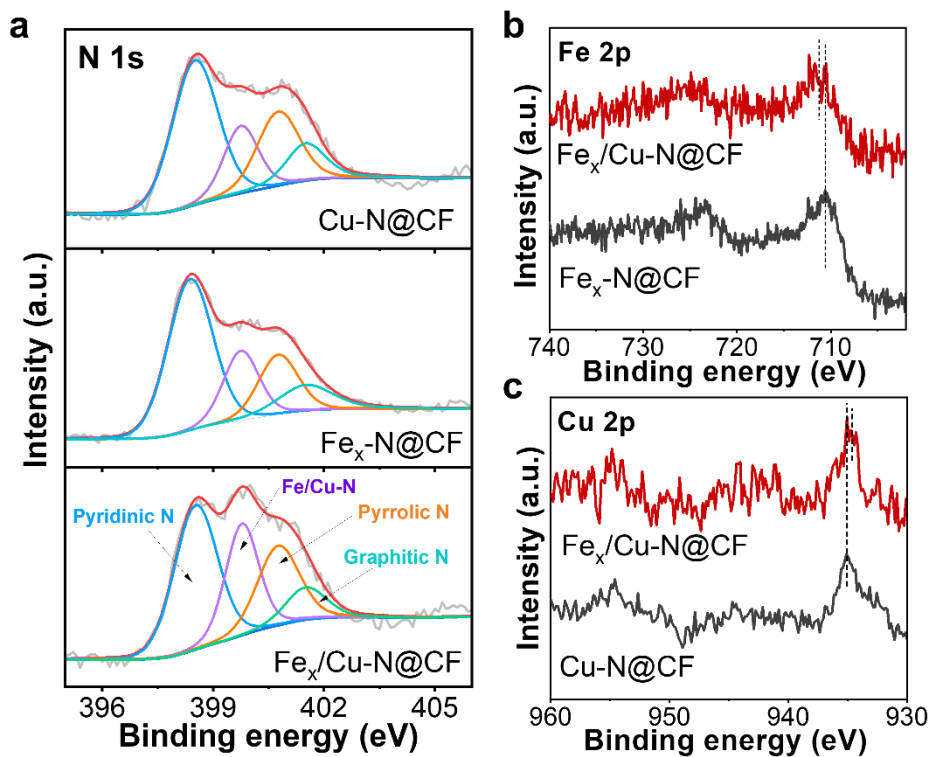 a
N 1s
Cu-N@CF
Feₓ-N@CF
Fe/Cu-N
Pyridinic N
Pyrrolic N
Graphitic N
Feₓ/Cu-N@CF
396 399 402 405
Binding energy (eV)
Intensity (a.u.)
b
Fe 2p
Feₓ/Cu-N@CF
Feₓ-N@CF
740 730 720 710
Binding energy (eV)
Intensity (a.u.)
c
Cu 2p
Feₓ/Cu-N@CF
Cu-N@CF
960 950 940 930
Binding energy (eV)
Intensity (a.u.)